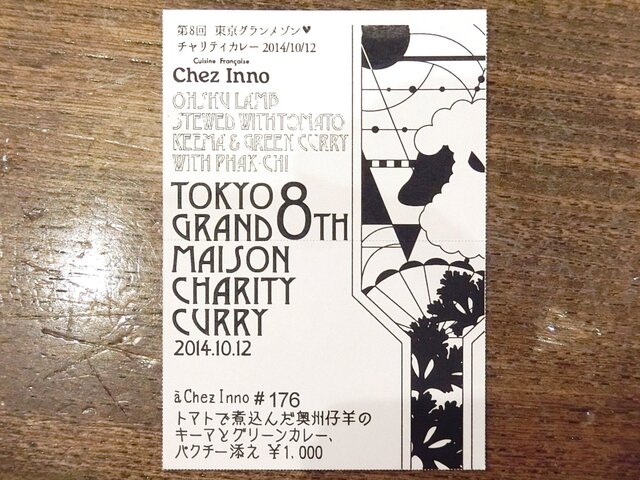 第8回 東京グランメゾン♥
チャリティカレー 2014/10/12
Cuisine Française
Chez Inno
OHSHU LAMB
STEWED WITH TOMATO
KEEMA & GREEN CURRY
WITH PHAK-CHI
TOKYO
GRAND 8TH
MAISON
CHARITY
CURRY
2014.10.12
à Chez Inno # 176
トマトで煮込んだ奥州仔羊の
キーマとグリーンカレー、
パクチー添え ¥1,000